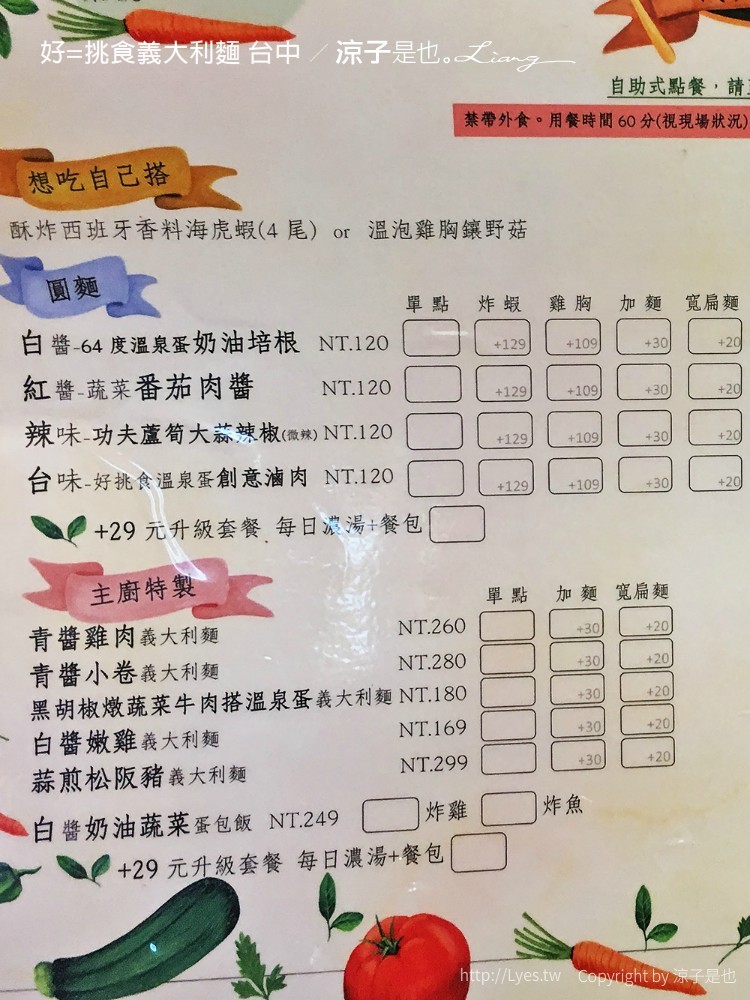 好=挑食義大利麵 台中 ／ 涼子是也。Liang
自助式點餐，請
禁帶外食。用餐時間60分(視現場狀況)
想吃自己搭
酥炸西班牙香料海虎蝦(4尾) or 溫泡雞胸鑲野菇
圓麵
單點 炸蝦 雞胸 加麵 寬扁麵
白醬-64度溫泉蛋奶油培根 NT.120 +129 +109 +30 +20
紅醬-蔬菜番茄肉醬 NT.120 +129 +109 +30 +20
辣味-功夫蘆筍大蒜辣椒(微辣) NT.120 +129 +109 +30 +20
台味-好挑食溫泉蛋創意滷肉 NT.120 +129 +109 +30 +20
+29 元升級套餐 每日濃湯+餐包
主廚特製
單點 加麵 寬扁麵
青醬雞肉義大利麵 NT.260 +30 +20
青醬小卷義大利麵 NT.280 +30 +20
黑胡椒燉蔬菜牛肉搭溫泉蛋義大利麵 NT.180 +30 +20
白醬嫩雞義大利麵 NT.169 +30 +20
蒜煎松阪豬義大利麵 NT.299 +30 +20
白醬奶油蔬菜蛋包飯 NT.249 炸雞 炸魚
+29 元升級套餐 每日濃湯+餐包
http://Lyes.tw Copyright by 涼子是也